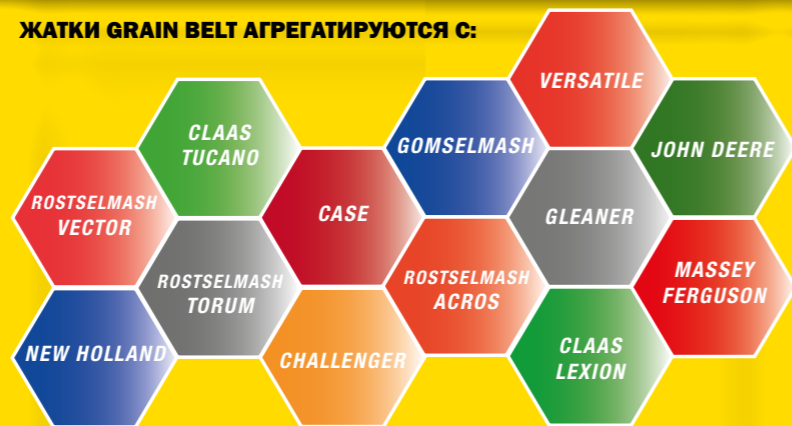 ЖАТКИ GRAIN BELT АГРЕГАТИРУЮТСЯ С:
VERSATILE
CLAAS
TUCANO
GOMSELMASH
JOHN DEERE
ROSTSELMASH
VECTOR
CASE
GLEANER
ROSTSELMASH
TORUM
ROSTSELMASH
ACROS
MASSEY
FERGUSON
NEW HOLLAND
CHALLENGER
CLAAS
LEXION